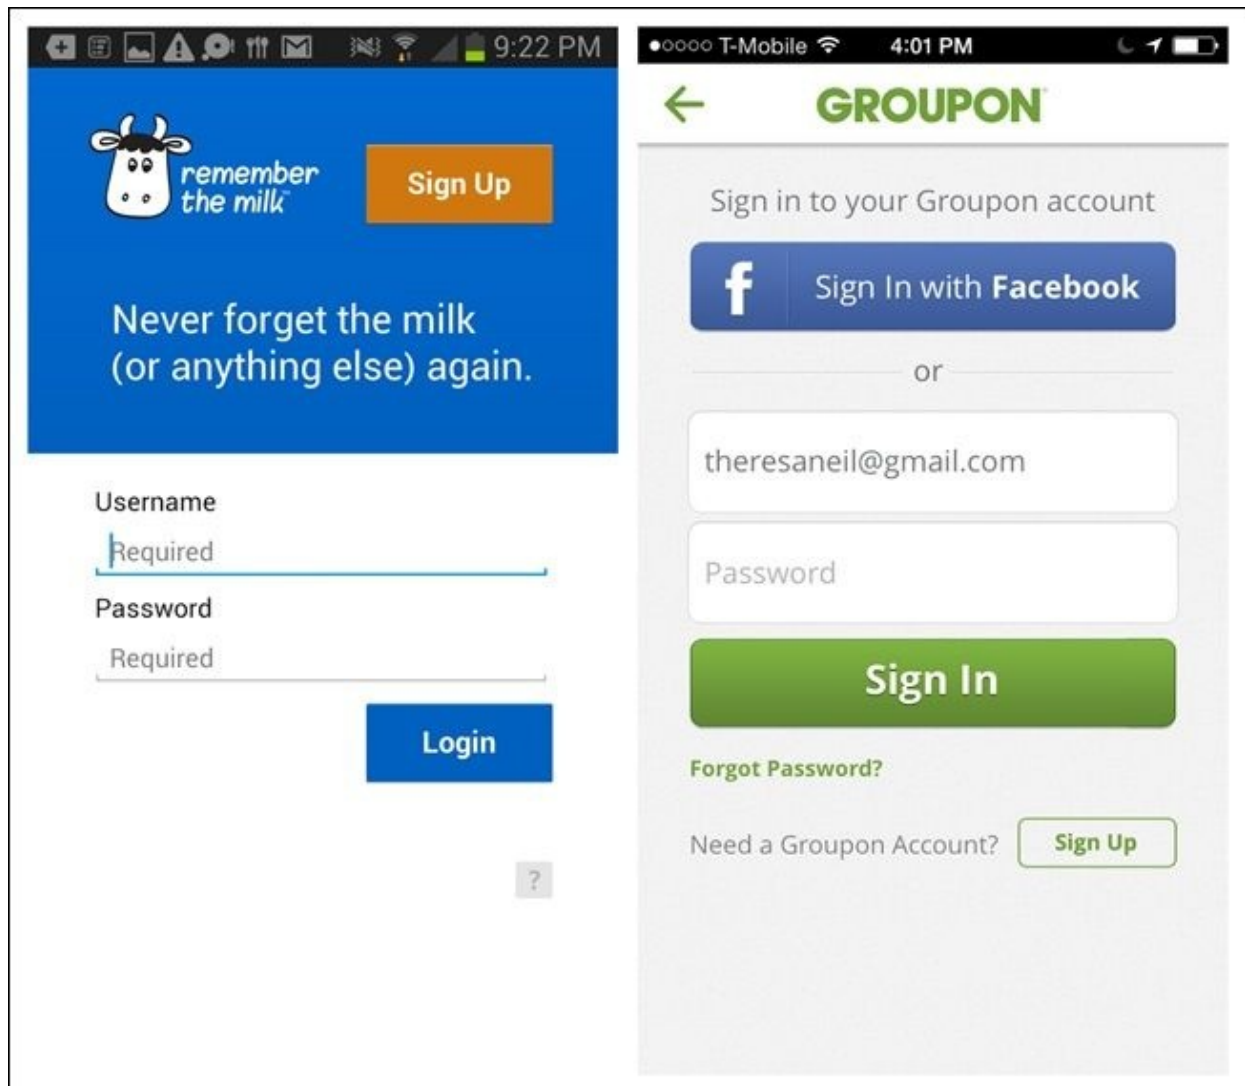 9:22 PM
remember
the milk™
Sign Up
Never forget the milk
(or anything else) again.
Username
Required
Password
Required
Login
?
T-Mobile 4:01 PM
GROUPON
Sign in to your Groupon account
f Sign In with Facebook
or
theresaneil@gmail.com
Password
Sign In
Forgot Password?
Need a Groupon Account? Sign Up